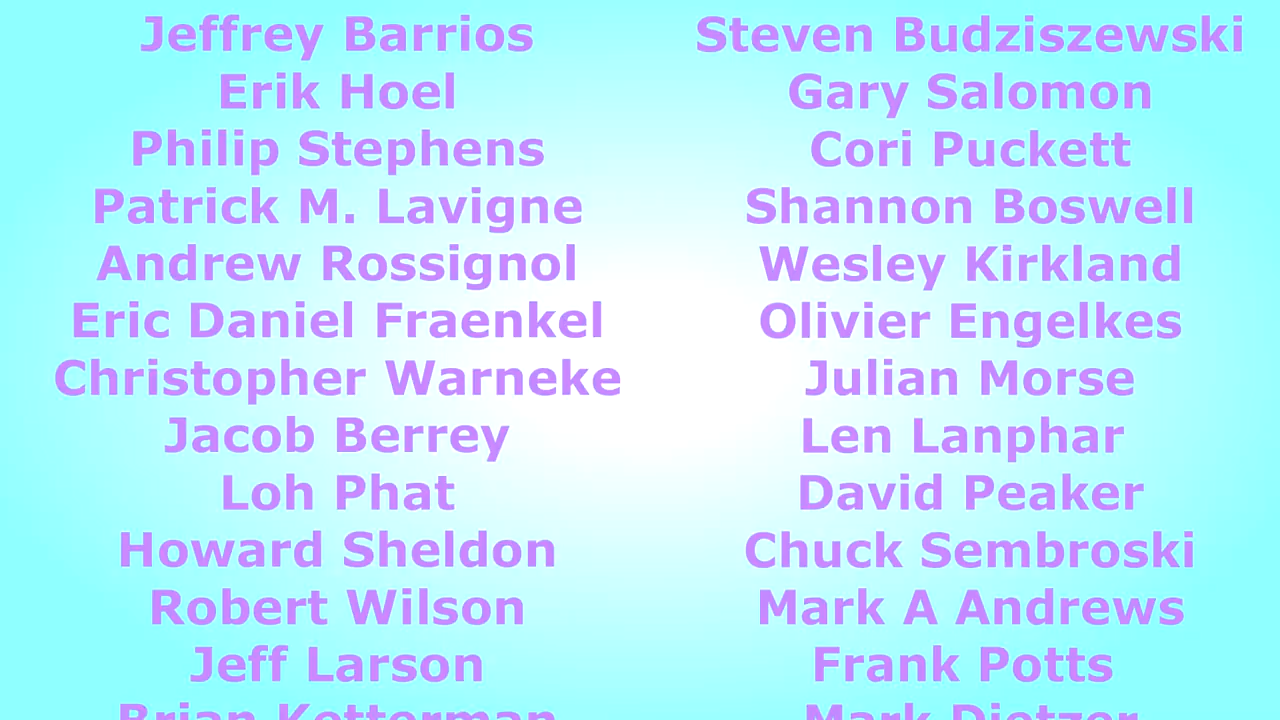 Jeffrey Barrios
Erik Hoel
Philip Stephens
Patrick M. Lavigne
Andrew Rossignol
Eric Daniel Fraenkel
Christopher Warneke
Jacob Berrey
Loh Phat
Howard Sheldon
Robert Wilson
Jeff Larson
Brian Ketterman
Steven Budziszewski
Gary Salomon
Cori Puckett
Shannon Boswell
Wesley Kirkland
Olivier Engelkes
Julian Morse
Len Lanphar
David Peaker
Chuck Sembroski
Mark A Andrews
Frank Potts
Mark Dietzer